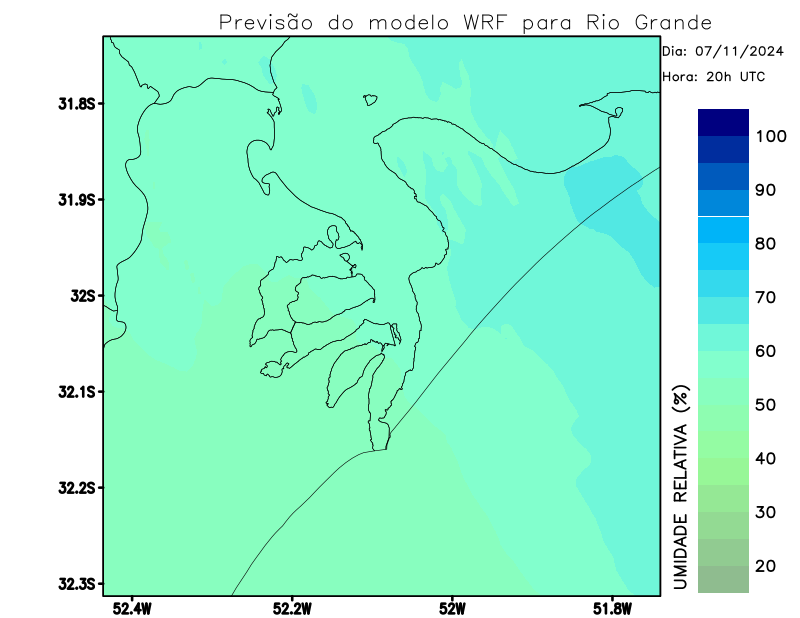 Previsão do modelo WRF para Rio Grande
Dia: 07/11/2024
Hora: 20h UTC
31.8S
31.9S
32S
32.1S
32.2S
32.3S
52.4W
52.2W
52W
51.8W
UMIDADE RELATIVA (%)
100
90
80
70
60
50
40
30
20